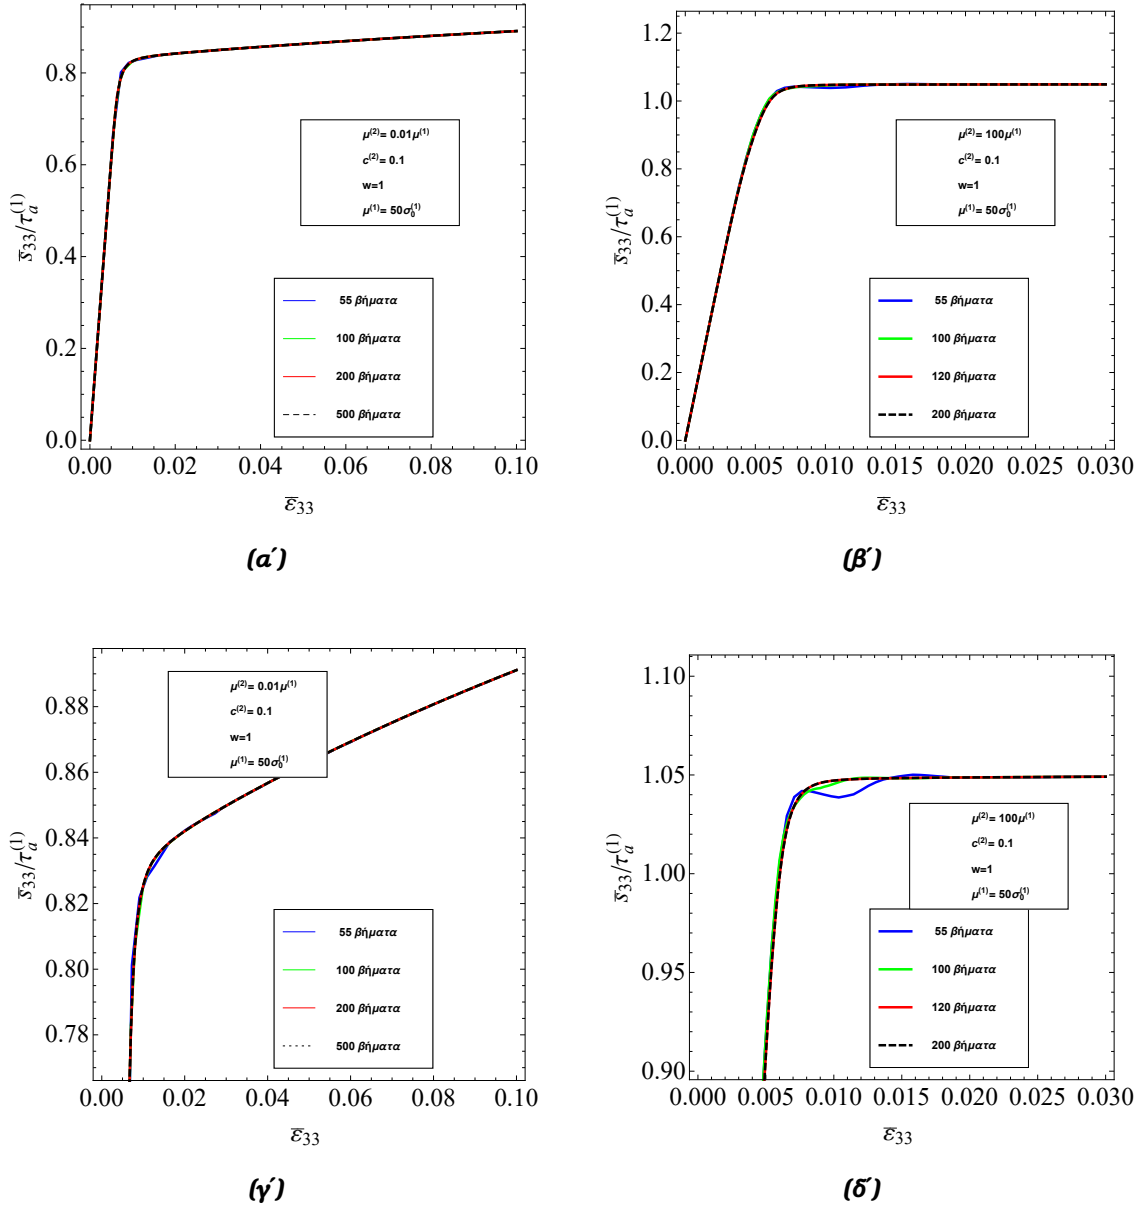 0.8
0.6
0.4
0.2
0.0
s̅33/τa(1)
μ(2)= 0.01μ(1)
c(2)= 0.1
w=1
μ(1)= 50σ0(1)
55 βήματα
100 βήματα
200 βήματα
500 βήματα
0.00 0.02 0.04 0.06 0.08 0.10
ε̅33
(α΄)
1.2
1.0
0.8
0.6
0.4
0.2
0.0
s̅33/τa(1)
μ(2)= 100μ(1)
c(2)= 0.1
w=1
μ(1)= 50σ0(1)
55 βήματα
100 βήματα
120 βήματα
200 βήματα
0.000 0.005 0.010 0.015 0.020 0.025 0.030
ε̅33
(β΄)
0.88
0.86
0.84
0.82
0.80
0.78
s̅33/τa(1)
μ(2)= 0.01μ(1)
c(2)= 0.1
w=1
μ(1)= 50σ0(1)
55 βήματα
100 βήματα
200 βήματα
500 βήματα
0.00 0.02 0.04 0.06 0.08 0.10
ε̅33
(γ΄)
1.10
1.05
1.00
0.95
0.90
s̅33/τa(1)
μ(2)= 100μ(1)
c(2)= 0.1
w=1
μ(1)= 50σ0(1)
55 βήματα
100 βήματα
120 βήματα
200 βήματα
0.000 0.005 0.010 0.015 0.020 0.025 0.030
ε̅33
(δ΄)